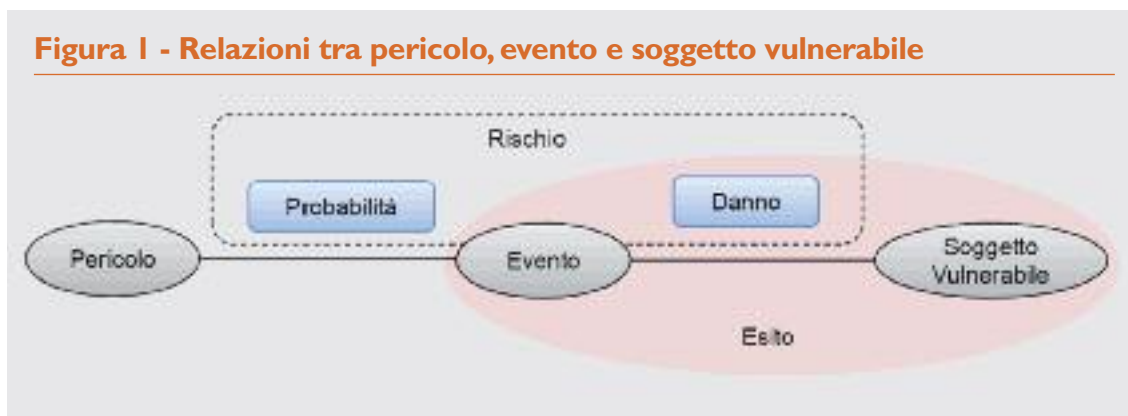 Figura 1 - Relazioni tra pericolo, evento e soggetto vulnerabile
Rischio
Probabilità
Danno
Pericolo
Evento
Soggetto
Vulnerabile
Esito